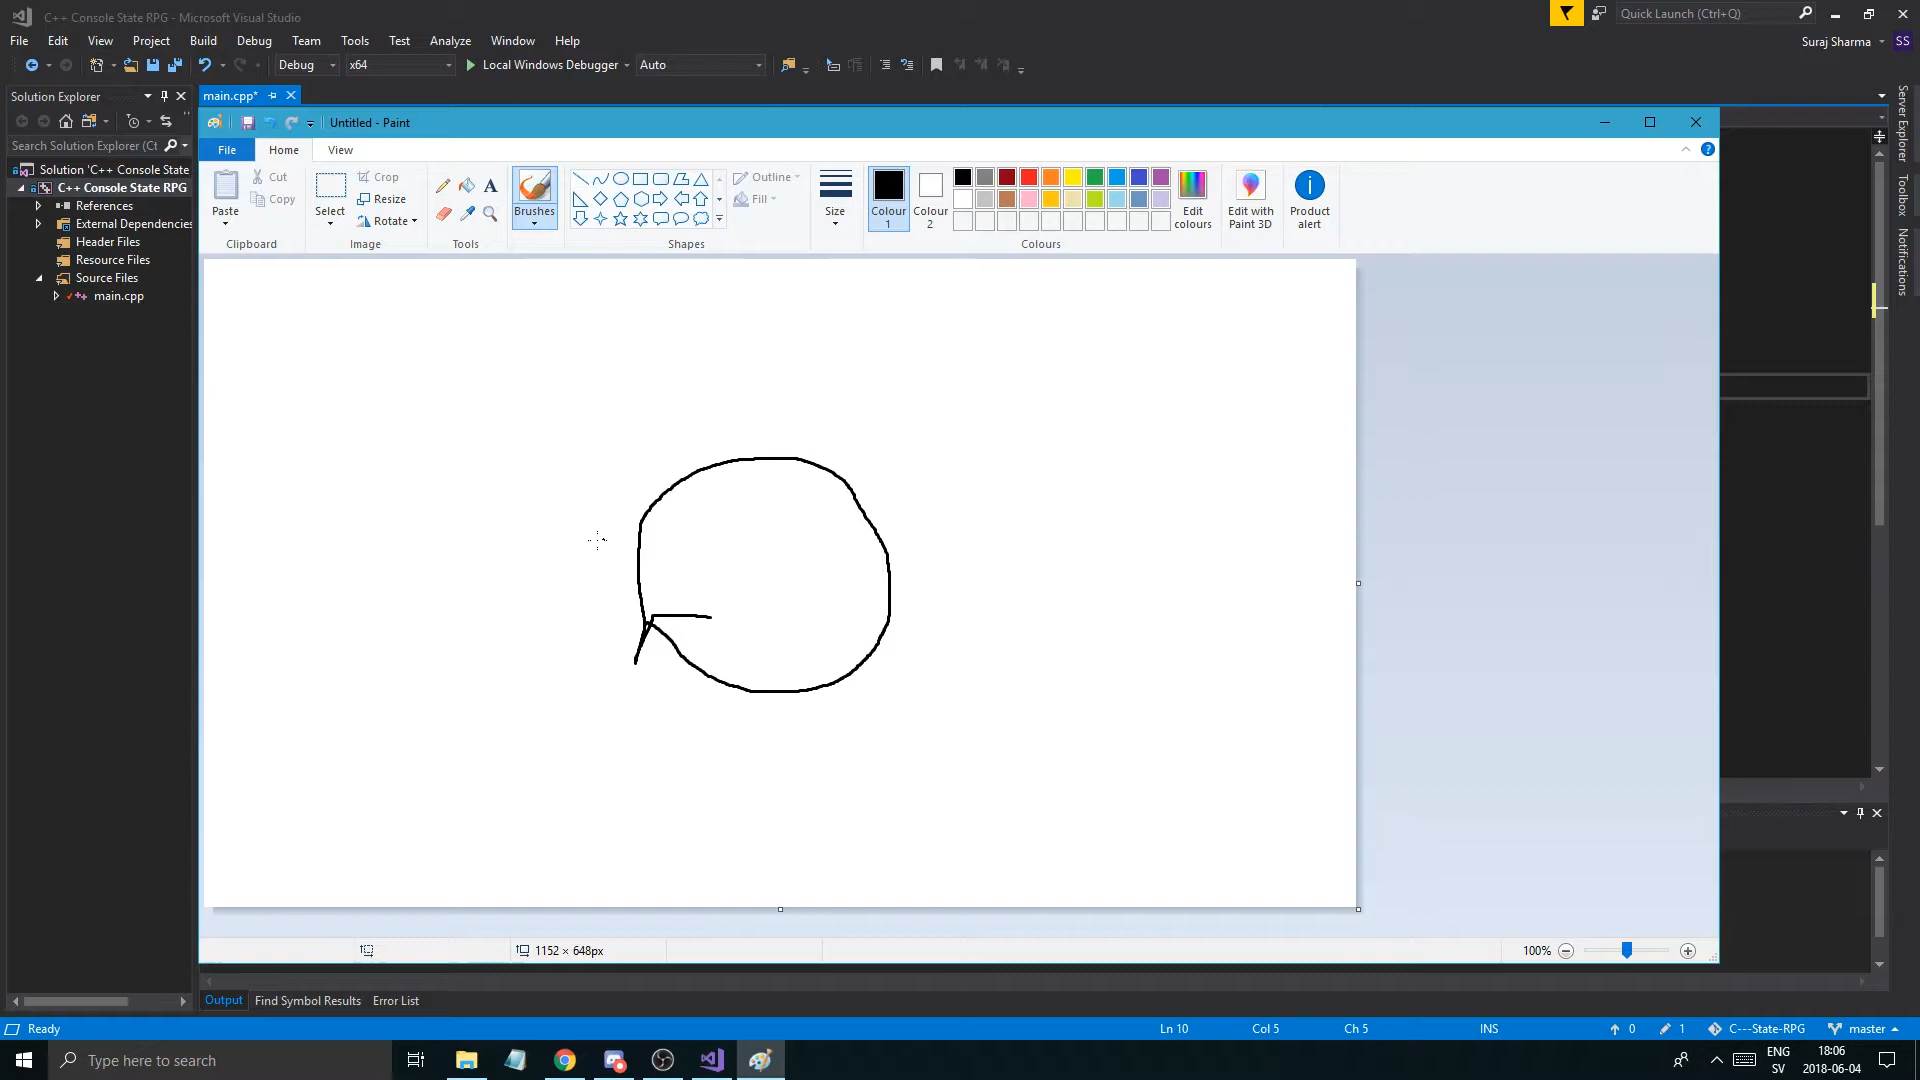 C++ Console State RPG - Microsoft Visual Studio
Quick Launch (Ctrl+Q)
File Edit View Project Build Debug Team Tools Test Analyze Window Help
Suraj Sharma SS
Debug x64 Local Windows Debugger Auto
Solution Explorer
main.cpp*
Search Solution Explorer (Ct
Solution 'C++ Console State
C++ Console State RPG
References
External Dependencies
Header Files
Resource Files
Source Files
main.cpp
Untitled - Paint
File Home View
Paste
Cut
Copy
Clipboard
Select
Crop
Resize
Rotate
Image
A
Tools
Brushes
Shapes
Outline
Fill
Size
Colour 1
Colour 2
Edit colours
Colours
Edit with Paint 3D
Product alert
1152 × 648px
100%
Server Explorer
Toolbox
Notifications
Output Find Symbol Results Error List
Ready
Ln 10 Col 5 Ch 5 INS 0 1 C---State-RPG master
Type here to search
ENG
SV
18:06
2018-06-04